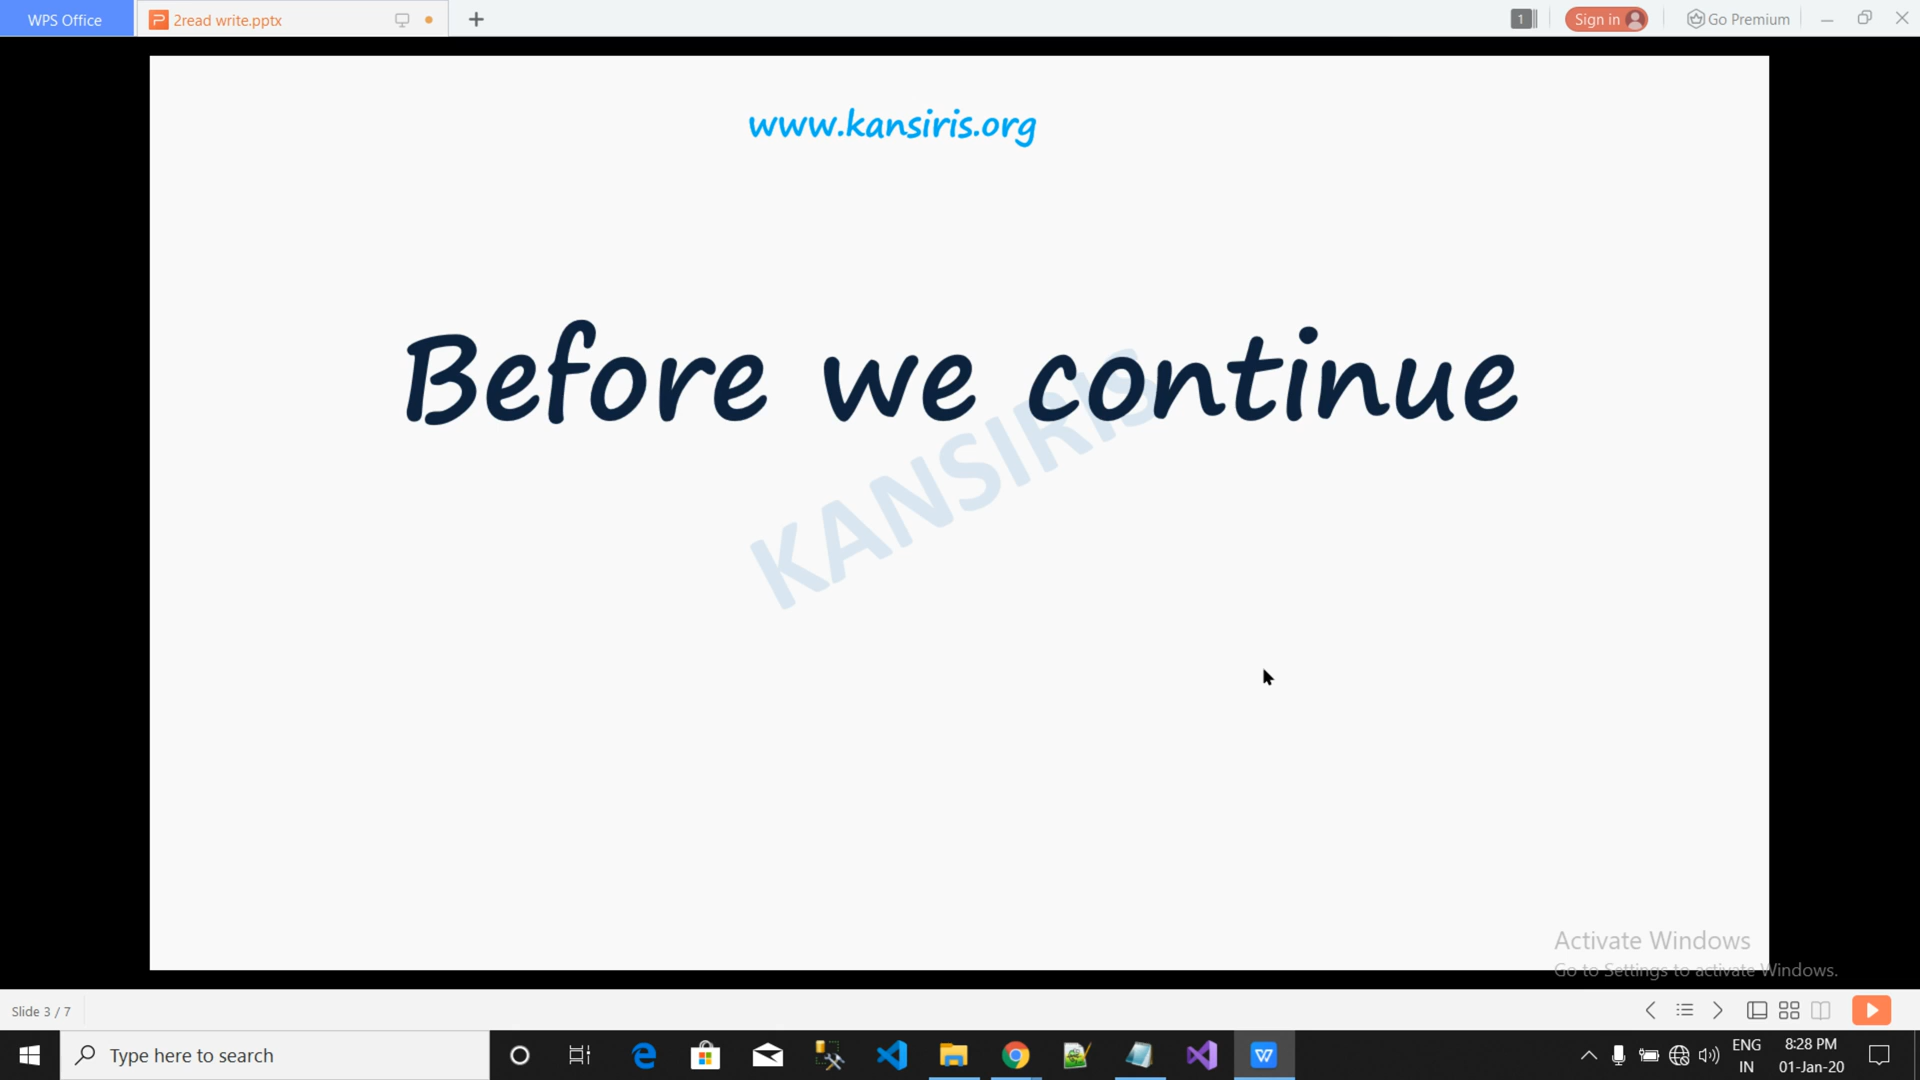 WPS Office
2read write.pptx
1
Sign in
Go Premium
www.kansiris.org
Before we continue
KANSIRIS
Activate Windows
Go to Settings to activate Windows.
Slide 3 / 7
Type here to search
ENG
IN
8:28 PM
01-Jan-20